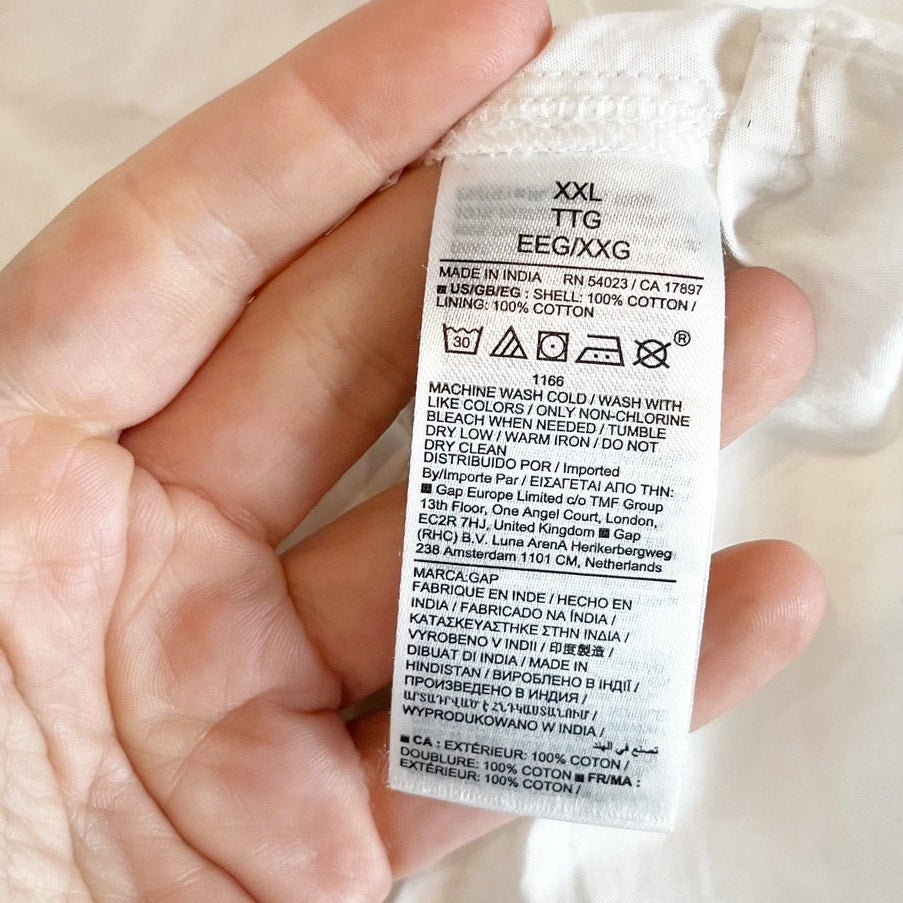 XXL
TTG
EEG/XXG
MADE IN INDIA RN 54023 / CA 17897
US/GB/EG : SHELL: 100% COTTON /
LINING: 100% COTTON
30
®
1166
MACHINE WASH COLD / WASH WITH
LIKE COLORS / ONLY NON-CHLORINE
BLEACH WHEN NEEDED / TUMBLE
DRY LOW / WARM IRON / DO NOT
DRY CLEAN
DISTRIBUIDO POR / Imported
By/Importe Par / ΕΙΣΑΓΕΤΑΙ ΑΠΟ ΤΗΝ:
Gap Europe Limited c/o TMF Group
13th Floor, One Angel Court, London,
EC2R 7HJ, United Kingdom Gap
(RHC) B.V. Luna ArenA Herikerbergweg
238 Amsterdam 1101 CM, Netherlands
MARCA:GAP
FABRIQUE EN INDE / HECHO EN
INDIA / FABRICADO NA ÍNDIA /
ΚΑΤΑΣΚΕΥΑΣΤΗΚΕ ΣΤΗΝ ΙΝΔΙΑ /
VYROBENO V INDII / 印度製造 /
DIBUAT DI INDIA / MADE IN
HINDISTAN / ВИРОБЛЕНО В ІНДІЇ /
ПРОИЗВЕДЕНО В ИНДИЯ /
ԱՐՏԱԴՐՎԱԾ Է ՀՆԴԿԱՍՏԱՆՈՒՄ /
WYPRODUKOWANO W INDIA /
تصنع في الهند
CA : EXTÉRIEUR: 100% COTON /
DOUBLURE: 100% COTON FR/MA :
EXTÉRIEUR: 100% COTON /